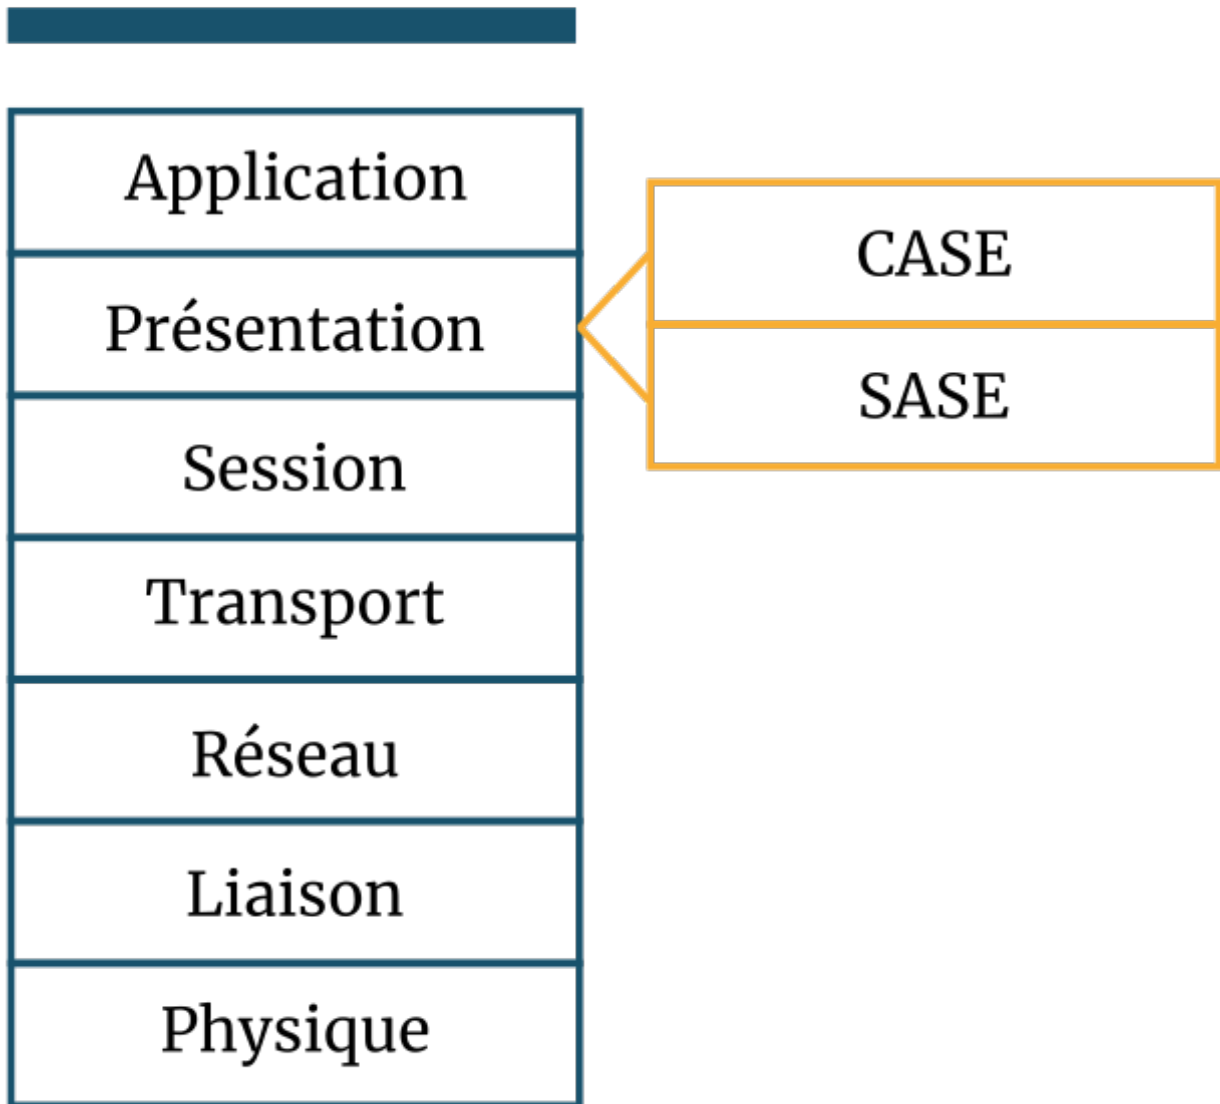 Application
Présentation
Session
Transport
Réseau
Liaison
Physique
CASE
SASE